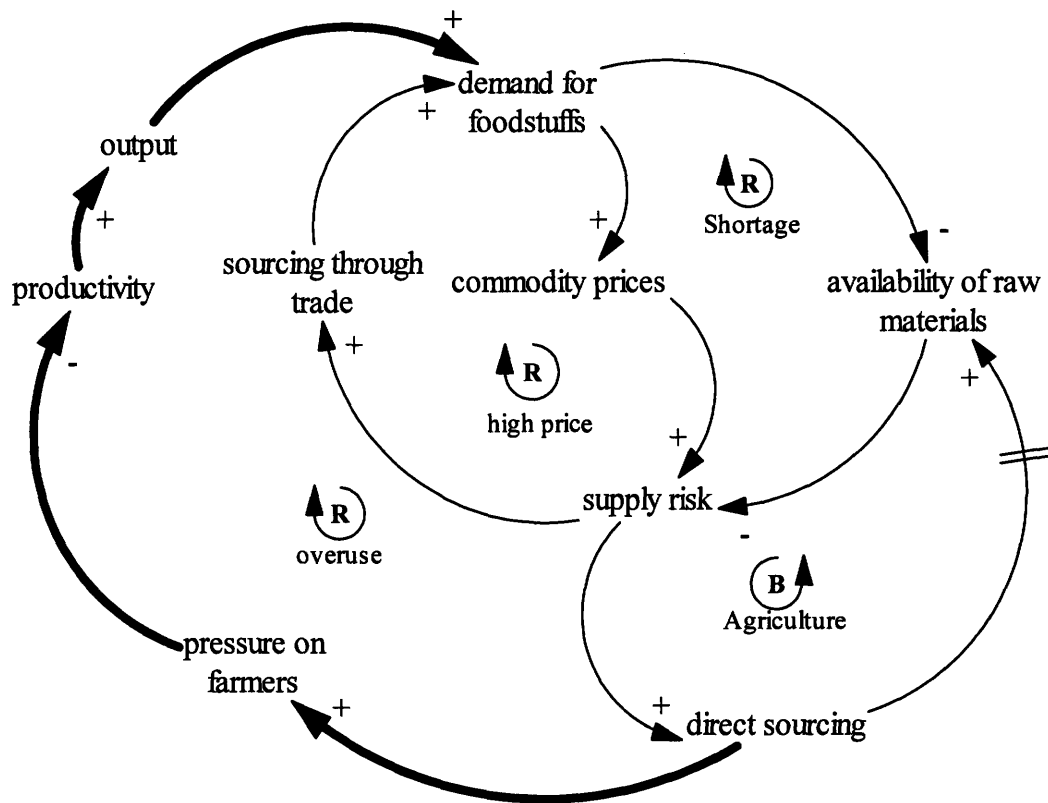 +
demand for
foodstuffs
+
output
+
productivity
-
R
Shortage
+
-
sourcing through
trade
commodity prices
availability of raw
materials
+
+
R
high price
+
supply risk
-
R
overuse
B
Agriculture
pressure on
farmers
+
+
direct sourcing